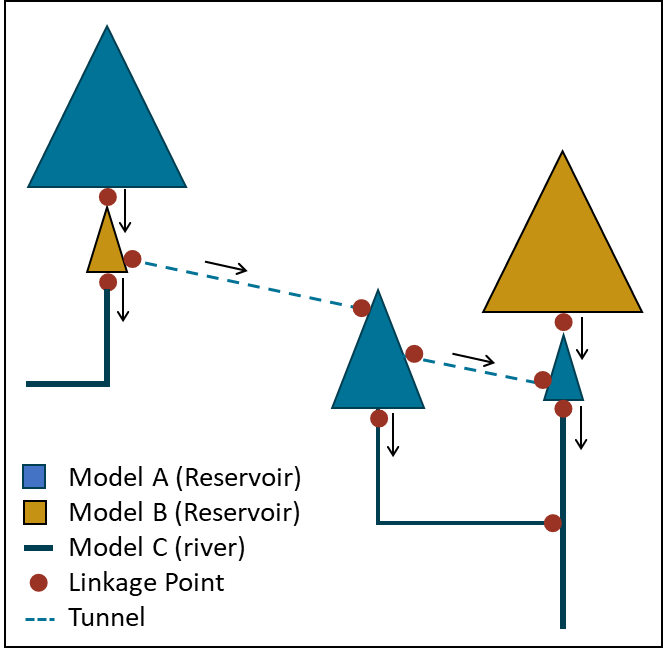 Model A (Reservoir)
Model B (Reservoir)
Model C (river)
Linkage Point
Tunnel